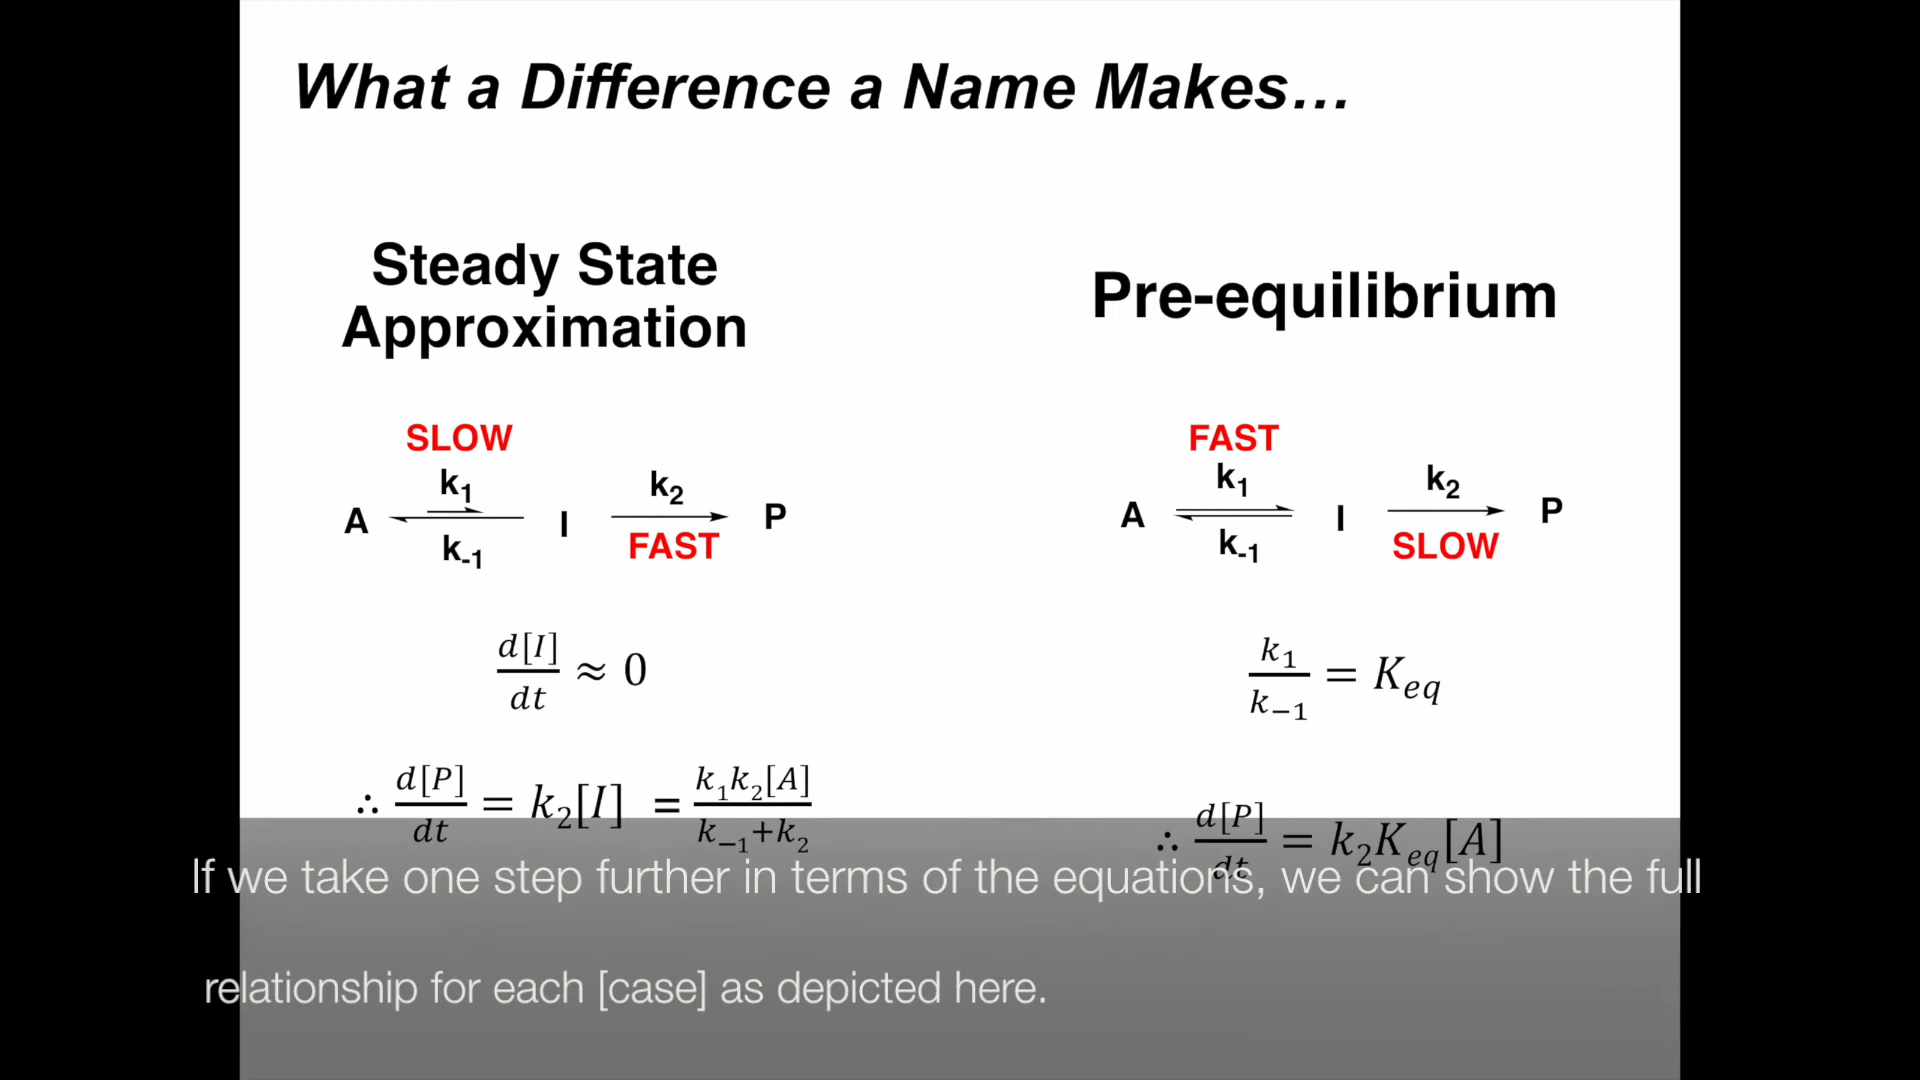 What a Difference a Name Makes...
Steady State
Approximation
SLOW
k₁
A
k₋₁
I
k₂
FAST
P
d[I]/dt ≈ 0
∴ d[P]/dt = k₂[I] = k₁k₂[A]/k₋₁+k₂
Pre-equilibrium
FAST
k₁
A
k₋₁
I
k₂
SLOW
P
k₁/k₋₁ = Keq
∴ d[P]/dt = k₂Keq[A]
If we take one step further in terms of the equations, we can show the full
relationship for each [case] as depicted here.